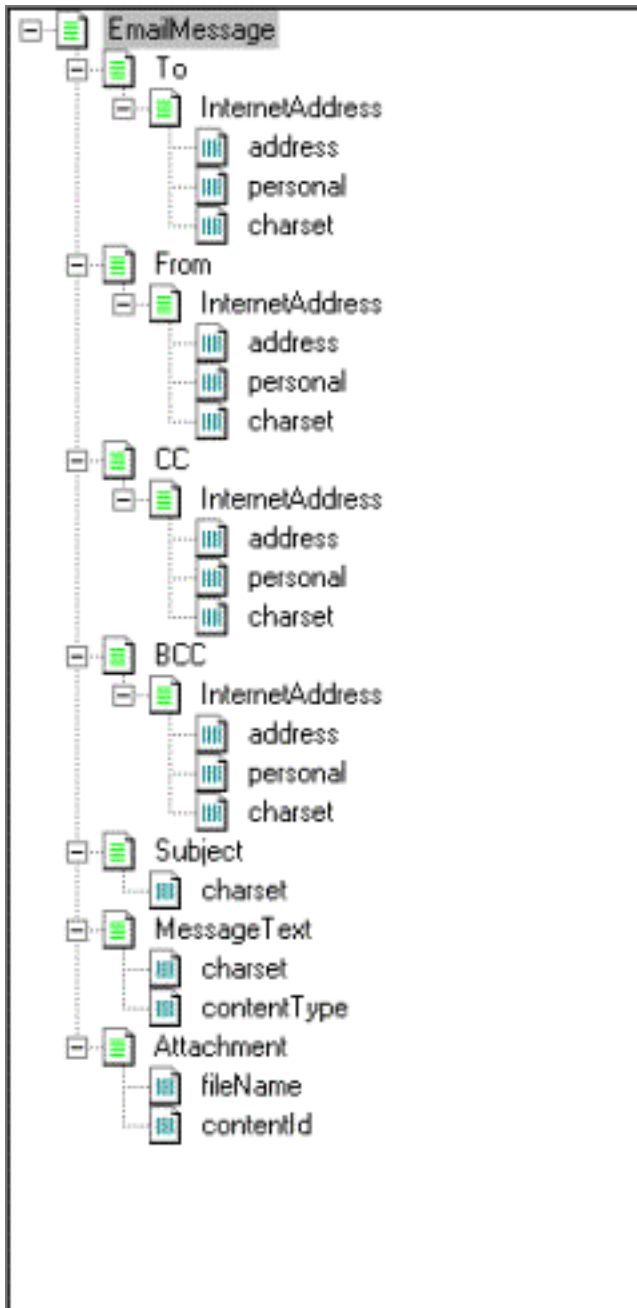 EmailMessage
To
InternetAddress
address
personal
charset
From
InternetAddress
address
personal
charset
CC
InternetAddress
address
personal
charset
BCC
InternetAddress
address
personal
charset
Subject
charset
MessageText
charset
contentType
Attachment
fileName
contentId